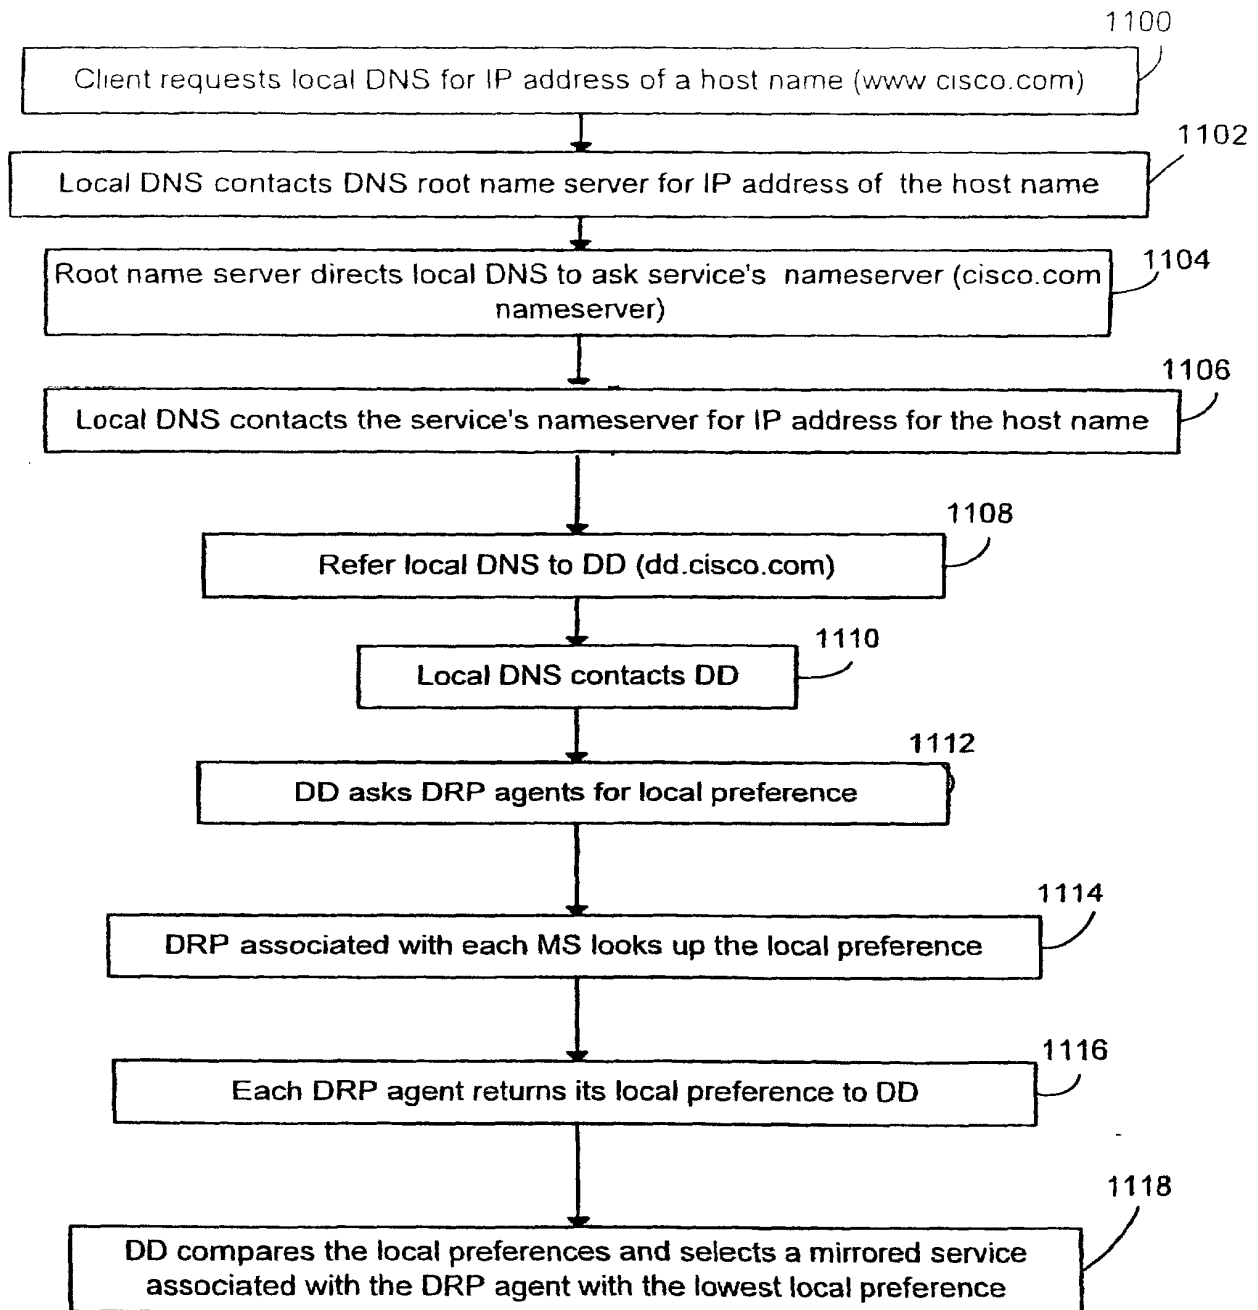 1100
Client requests local DNS for IP address of a host name (www cisco.com)
1102
Local DNS contacts DNS root name server for IP address of the host name
1104
Root name server directs local DNS to ask service's nameserver (cisco.com
nameserver)
1106
Local DNS contacts the service's nameserver for IP address for the host name
1108
Refer local DNS to DD (dd.cisco.com)
1110
Local DNS contacts DD
1112
DD asks DRP agents for local preference
1114
DRP associated with each MS looks up the local preference
1116
Each DRP agent returns its local preference to DD
1118
DD compares the local preferences and selects a mirrored service
associated with the DRP agent with the lowest local preference